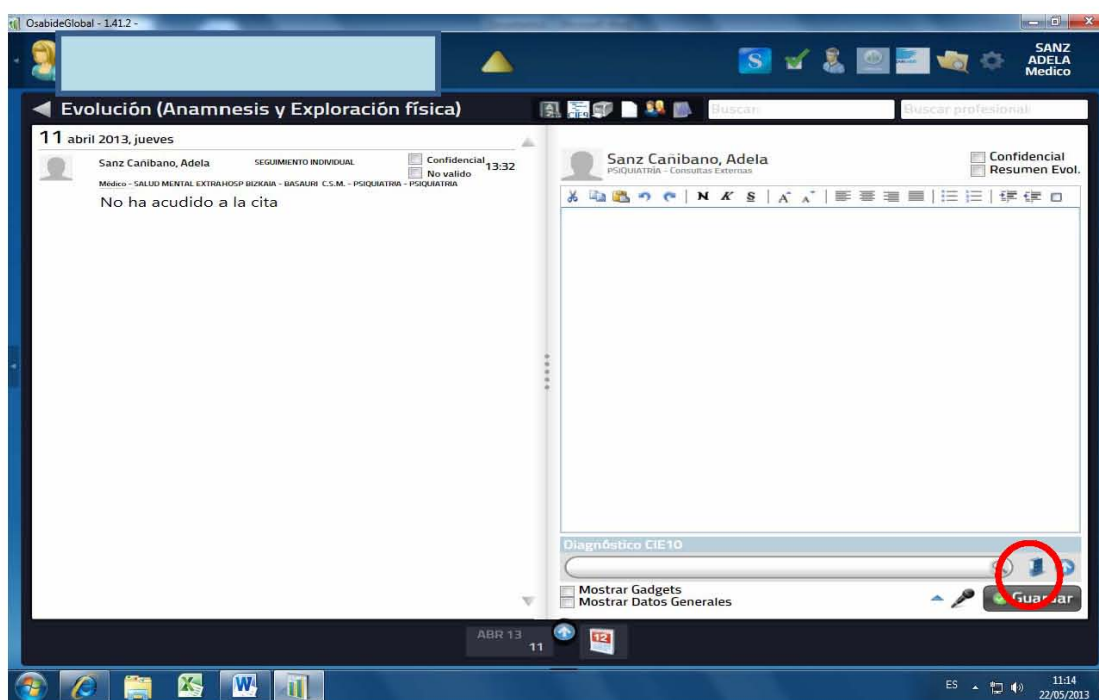 OsabideGlobal - 1.41.2 -
SANZ
ADELA
Medico
Evolución (Anamnesis y Exploración física)
Buscar:
Buscar profesional:
11 abril 2013, jueves
Sanz Cañibano, Adela
SEGUIMIENTO INDIVIDUAL
Confidencial
No valido
13:32
Médico - SALUD MENTAL EXTRAHOSP BIZKAIA - BASAURI C.S.M. - PSIQUIATRIA - PSIQUIATRIA
No ha acudido a la cita
Sanz Cañibano, Adela
PSIQUIATRÍA - Consultas Externas
Confidencial
Resumen Evol.
N K S A A
Diagnóstico CIE10
Mostrar Gadgets
Mostrar Datos Generales
Guardar
ABR 13
11
12
ES
11:14
22/05/2013